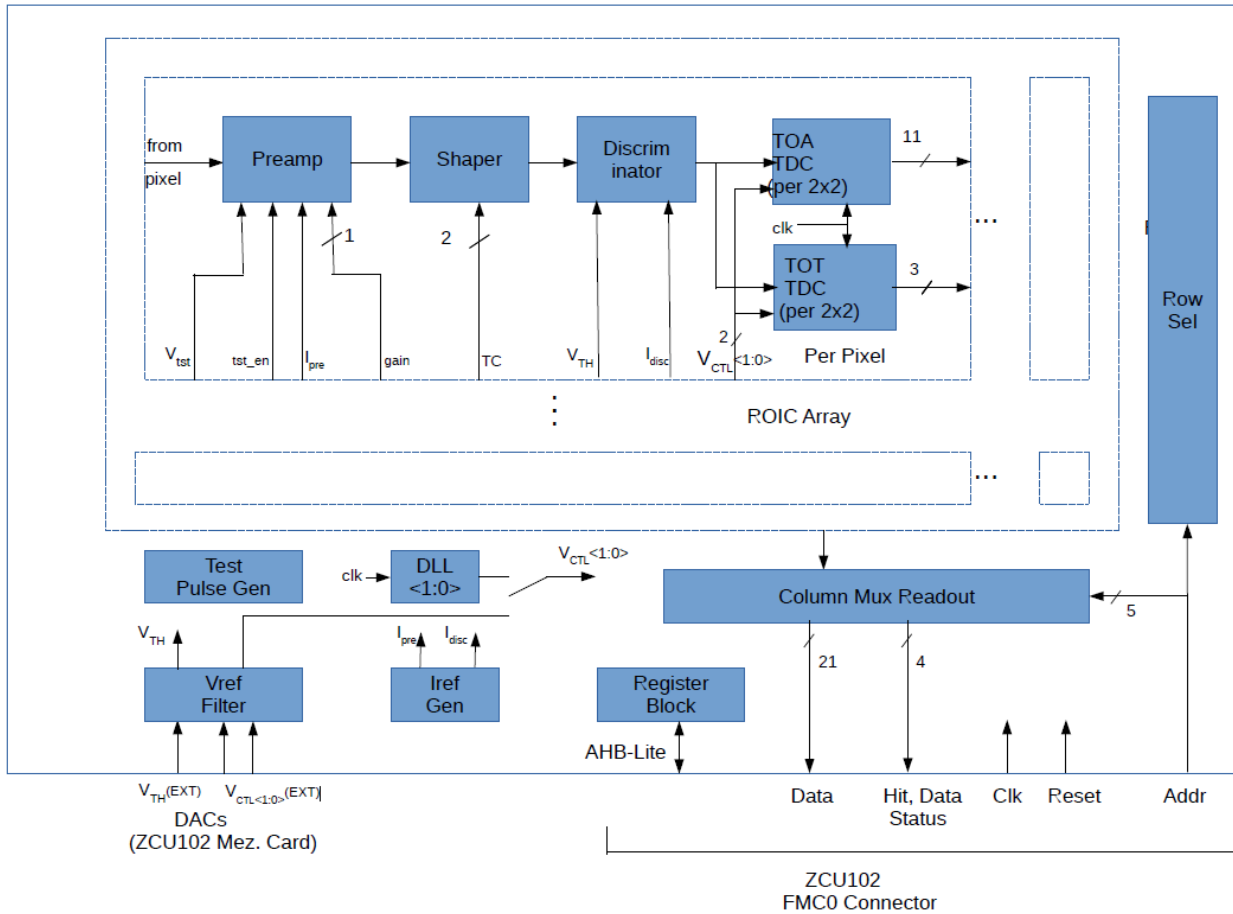 from
pixel
Preamp
Shaper
Discrim
inator
TOA
TDC
(per 2x2)
11
clk
TOT
TDC
(per 2x2)
3
...
1
2
2
Vtst
tst_en
Ipre
gain
TC
VTH
Idisc
VCTL<1:0>
Per Pixel
Row
Sel
...
ROIC Array
...
Test
Pulse Gen
clk
DLL
<1:0>
VCTL<1:0>
Column Mux Readout
5
VTH
Ipre
Idisc
21
4
Vref
Filter
Iref
Gen
Register
Block
AHB-Lite
VTH(EXT)
VCTL<1:0>(EXT)|
DACs
(ZCU102 Mez. Card)
Data
Hit, Data
Status
Clk
Reset
Addr
ZCU102
FMC0 Connector